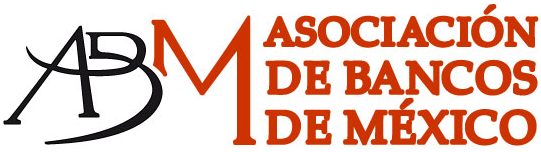 ABM
ASOCIACIÓN
DE BANCOS
DE MÉXICO